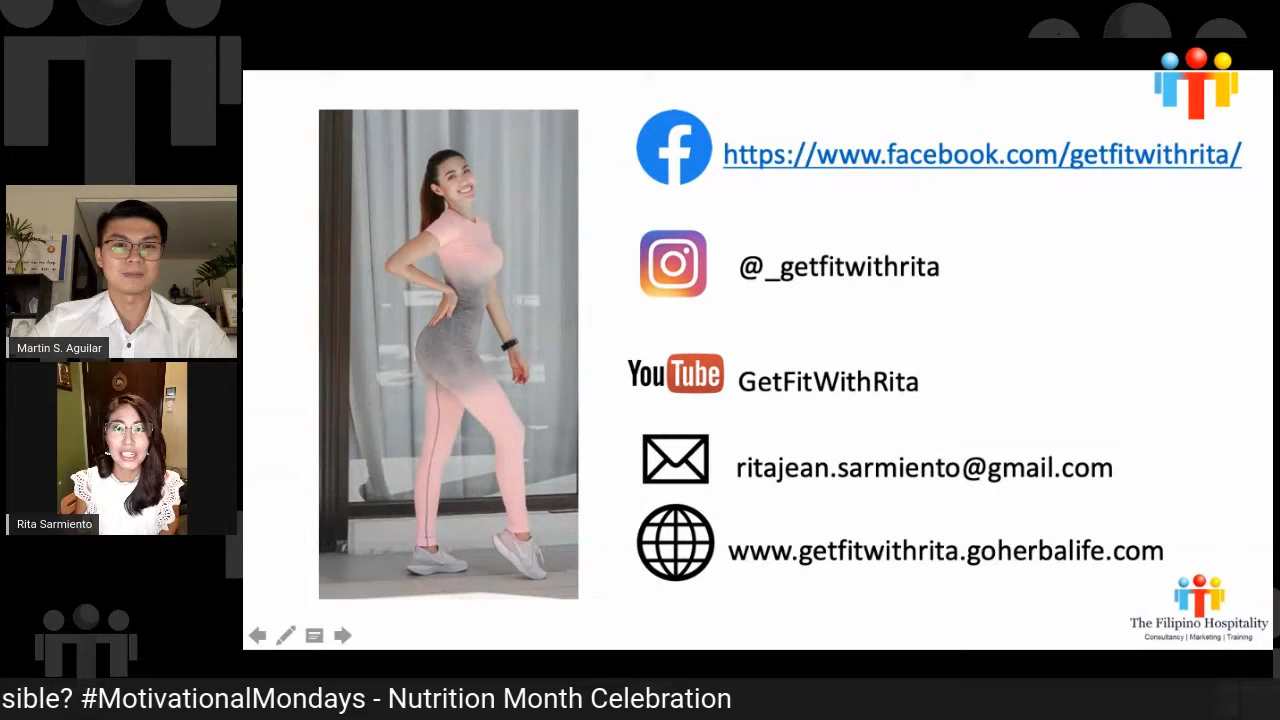 https://www.facebook.com/getfitwithrita/
@_getfitwithrita
YouTube GetFitWithRita
ritajean.sarmiento@gmail.com
www.getfitwithrita.goherbalife.com
The Filipino Hospitality
Consultancy | Marketing | Training
Martin S. Aguilar
Rita Sarmiento
sible? #MotivationalMondays - Nutrition Month Celebration